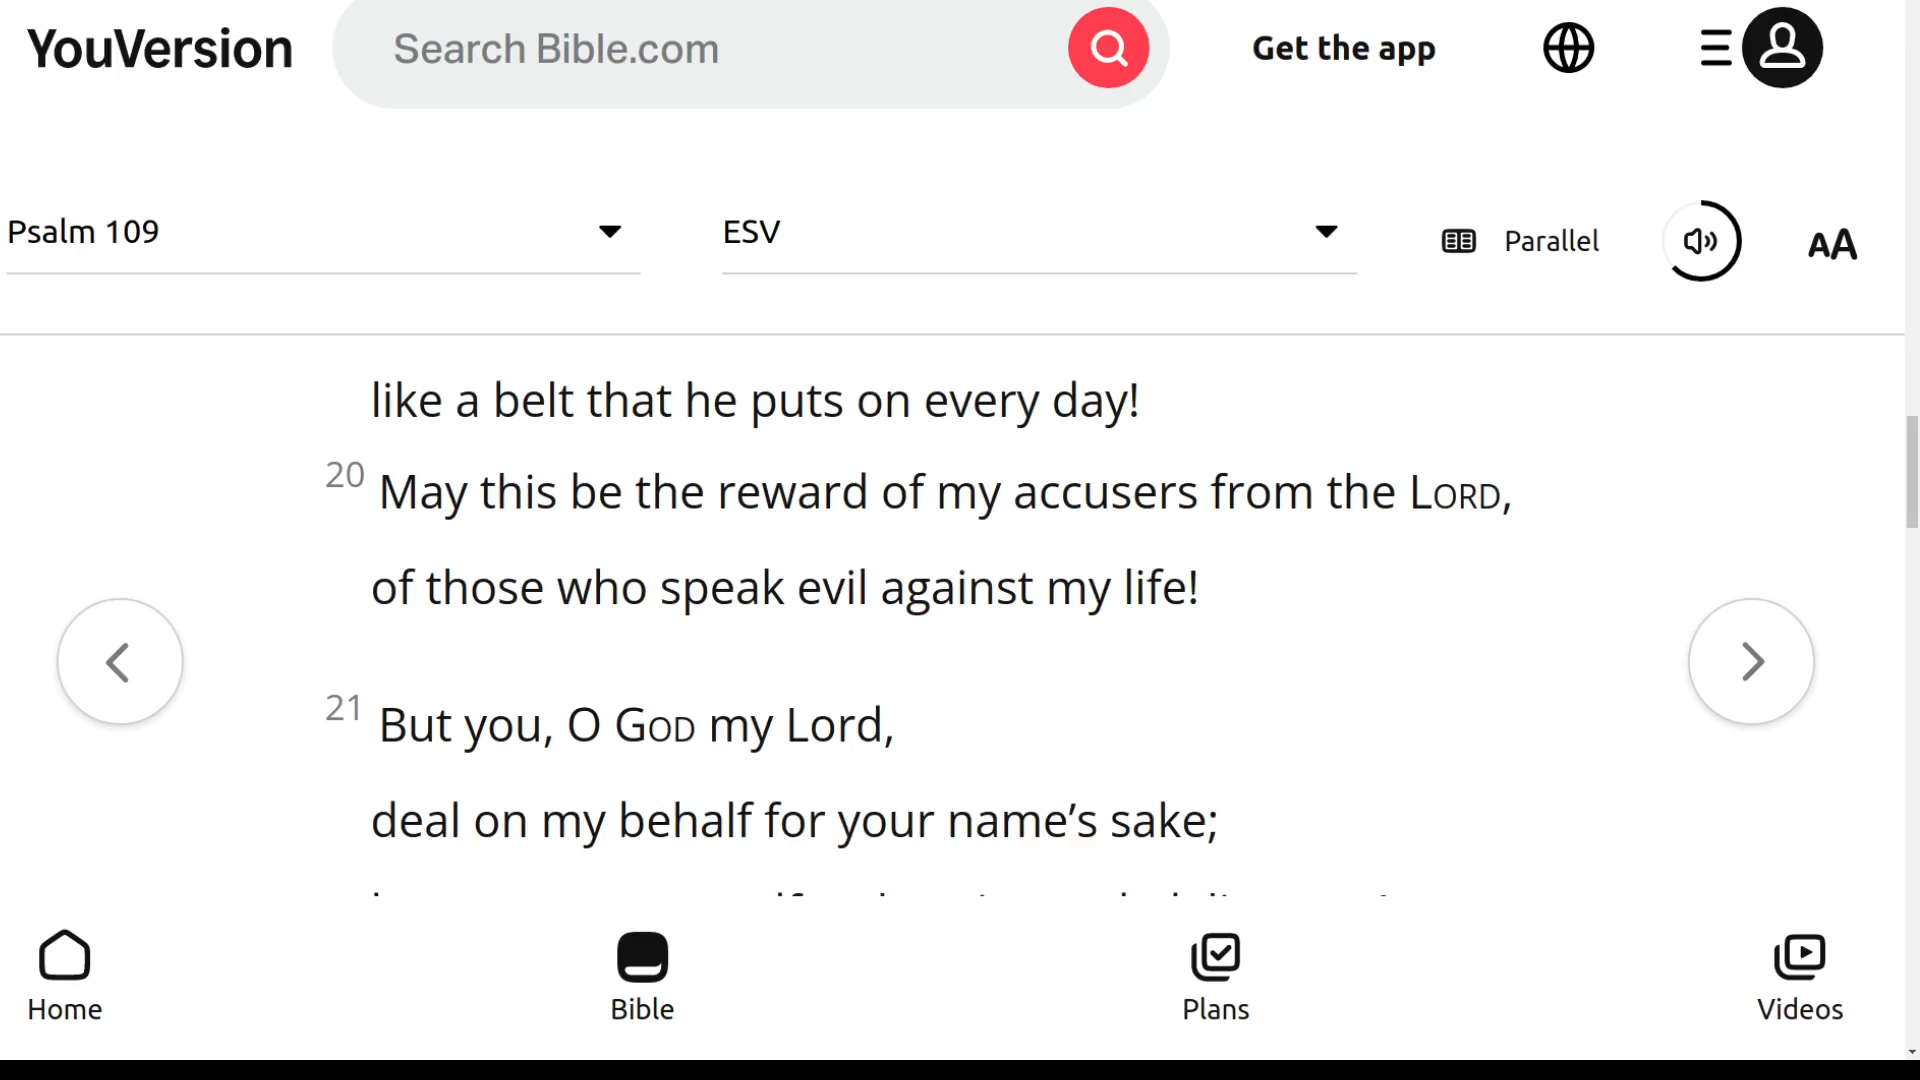 YouVersion
Search Bible.com
Get the app
Psalm 109
ESV
Parallel
AA
like a belt that he puts on every day!
20 May this be the reward of my accusers from the LORD,
of those who speak evil against my life!
21 But you, O GOD my Lord,
deal on my behalf for your name’s sake;
Home
Bible
Plans
Videos